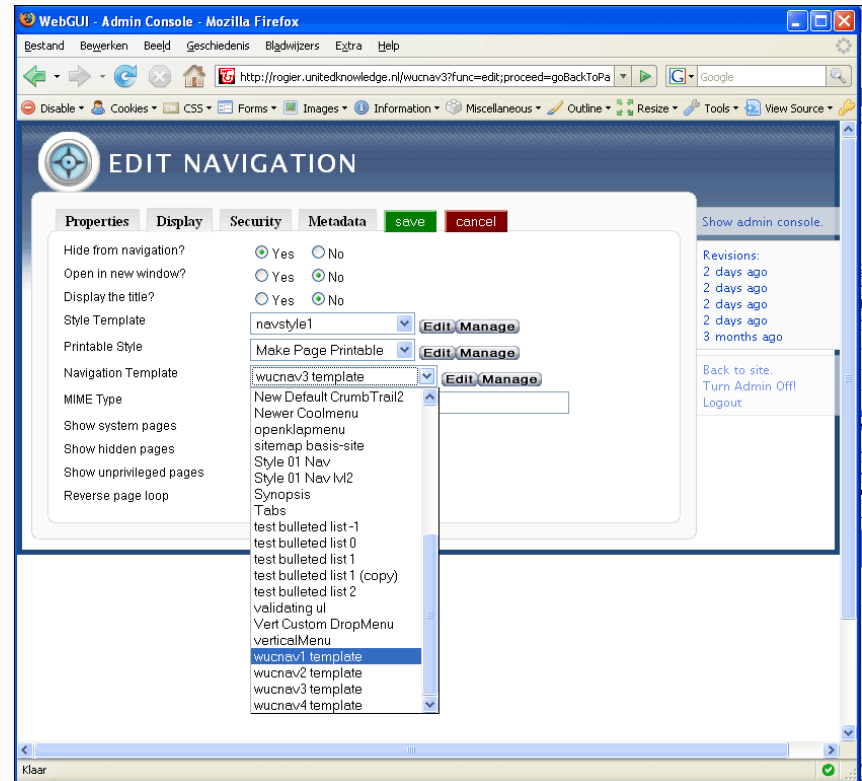 WebGUI - Admin Console - Mozilla Firefox
Bestand Bewerken Beeld Geschiedenis Bladwijzers Extra Help
http://rogier.unitedknowledge.nl/wucnav3?func=edit;proceed=goBackToPa G Google
Disable Cookies CSS Forms Images Information Miscellaneous Outline Resize Tools View Source
EDIT NAVIGATION
Properties Display Security Metadata save cancel
Hide from navigation? Yes No
Open in new window? Yes No
Display the title? Yes No
Style Template navstyle1 Edit Manage
Printable Style Make Page Printable Edit Manage
Navigation Template wucnav3 template Edit Manage
MIME Type
Show system pages
Show hidden pages
Show unprivileged pages
Reverse page loop
New Default CrumbTrail2
Newer Coolmenu
openklapmenu
sitemap basis-site
Style 01 Nav
Style 01 Nav lvl2
Synopsis
Tabs
test bulleted list -1
test bulleted list 0
test bulleted list 1
test bulleted list 1 (copy)
test bulleted list 2
validating ul
Vert Custom DropMenu
verticalMenu
wucnav1 template
wucnav2 template
wucnav3 template
wucnav4 template
Show admin console.
Revisions:
2 days ago
2 days ago
2 days ago
2 days ago
3 months ago
Back to site.
Turn Admin Off!
Logout
Klaar